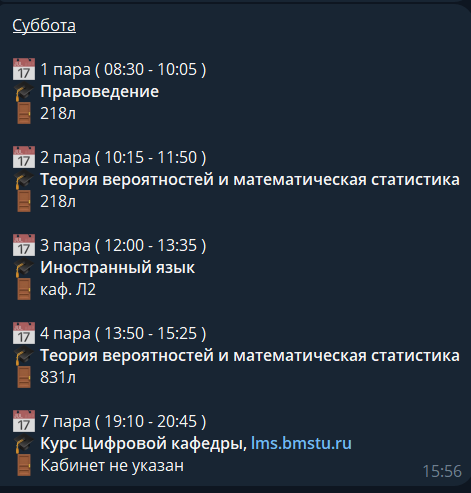 Суббота
1 пара ( 08:30 - 10:05 )
Правоведение
218л
2 пара ( 10:15 - 11:50 )
Теория вероятностей и математическая статистика
218л
3 пара ( 12:00 - 13:35 )
Иностранный язык
каф. Л2
4 пара ( 13:50 - 15:25 )
Теория вероятностей и математическая статистика
831л
7 пара ( 19:10 - 20:45 )
Курс Цифровой кафедры, lms.bmstu.ru
Кабинет не указан
15:56